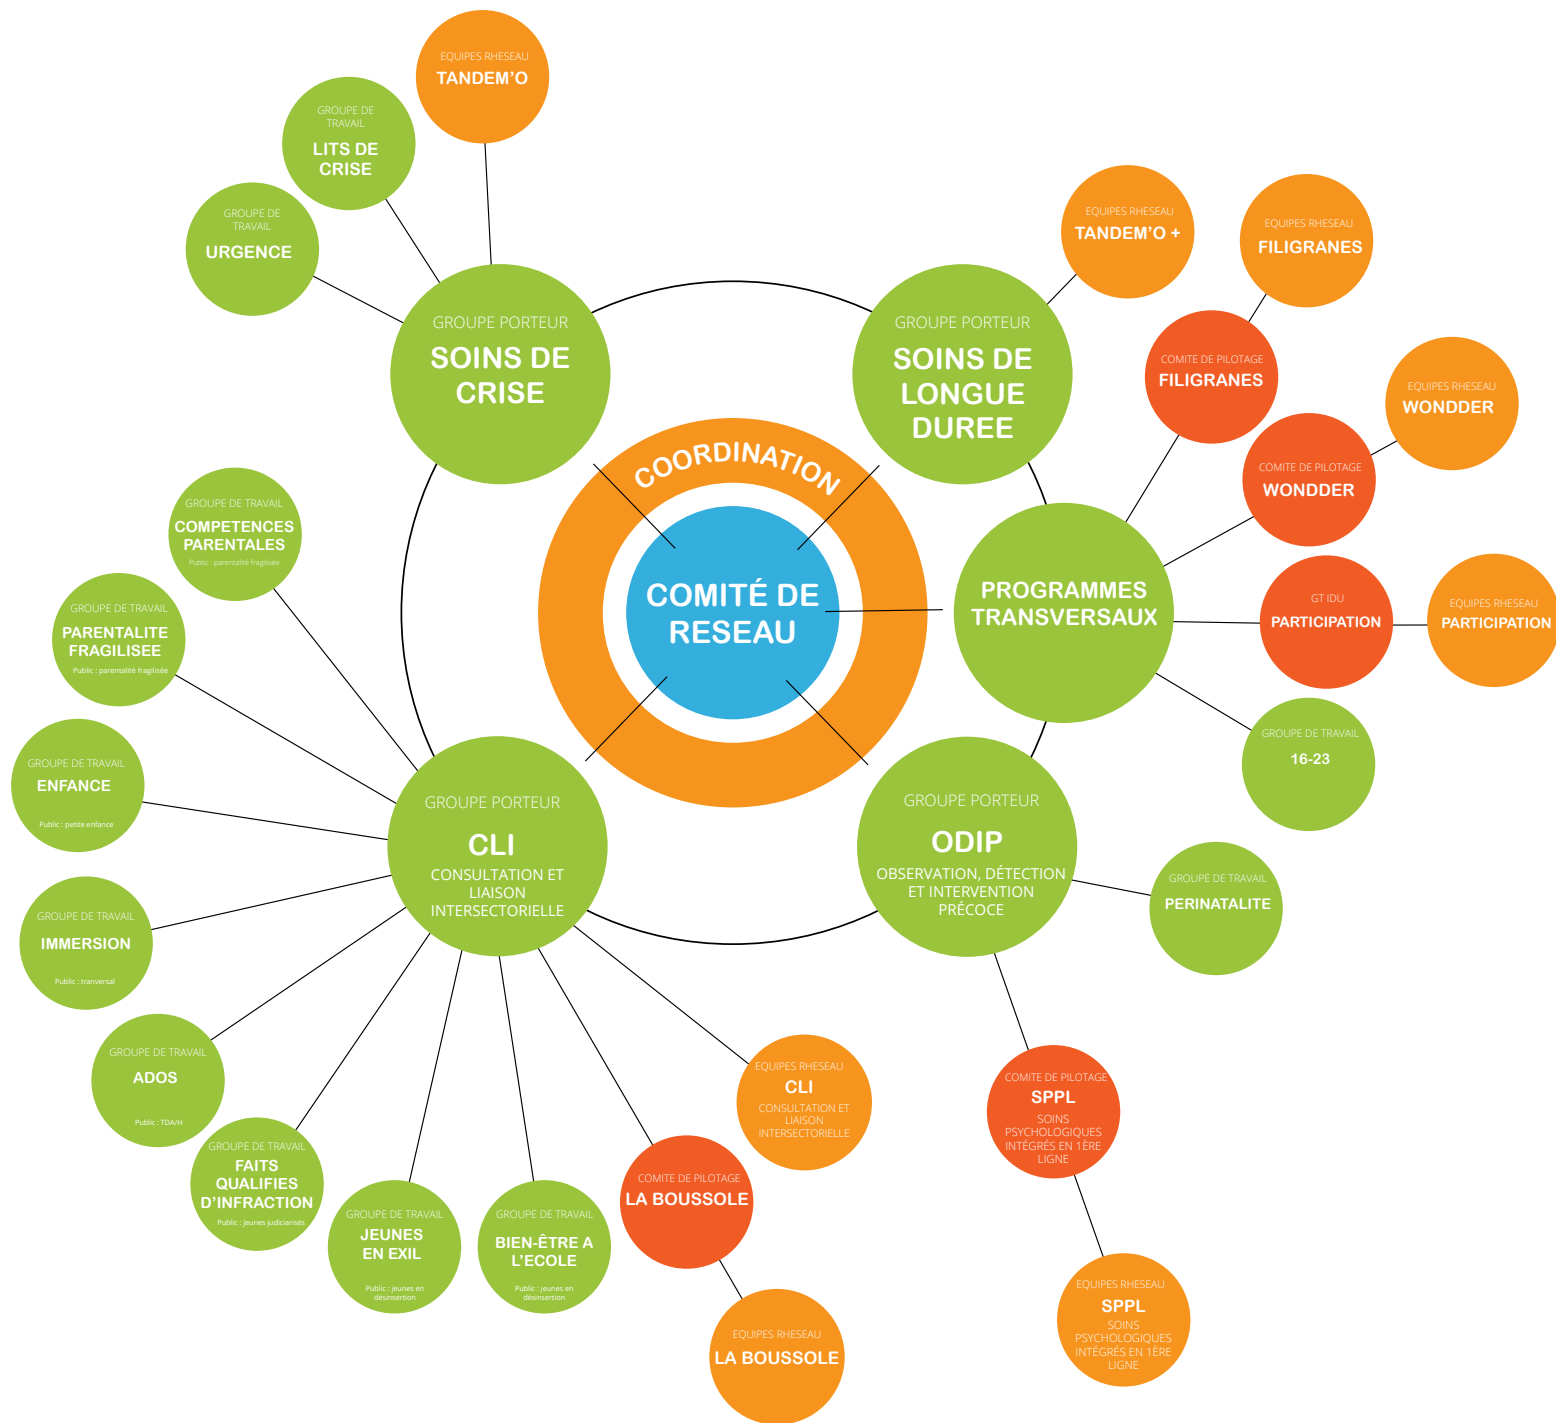 EQUIPES RHESEAU
TANDEM'O
GROUPE DE
TRAVAIL
LITS DE
CRISE
GROUPE DE
TRAVAIL
URGENCE
GROUPE PORTEUR
SOINS DE
CRISE
GROUPE PORTEUR
SOINS DE
LONGUE
DUREE
EQUIPES RHESEAU
TANDEM'O +
EQUIPES RHESEAU
FILIGRANES
COMITE DE PILOTAGE
FILIGRANES
EQUIPES RHESEAU
WONDDER
COMITE DE PILOTAGE
WONDDER
COORDINATION
COMITÉ DE
RESEAU
PROGRAMMES
TRANSVERSAUX
GT IDU
PARTICIPATION
EQUIPES RHESEAU
PARTICIPATION
GROUPE DE TRAVAIL
16-23
GROUPE DE TRAVAIL
COMPETENCES
PARENTALES
Public : parentalité fragilisée
GROUPE DE TRAVAIL
PARENTALITE
FRAGILISEE
Public : parentalité fragilisée
GROUPE DE TRAVAIL
ENFANCE
Public : petite enfance
GROUPE DE TRAVAIL
IMMERSION
Public : tranversal
GROUPE DE TRAVAIL
ADOS
Public : TDA/H
GROUPE DE TRAVAIL
FAITS
QUALIFIES
D'INFRACTION
Public : jeunes judiciarisés
GROUPE DE TRAVAIL
JEUNES
EN EXIL
Public : jeunes en
désinsertion
GROUPE DE TRAVAIL
BIEN-ÊTRE A
L'ECOLE
Public : jeunes en
désinsertion
GROUPE PORTEUR
CLI
CONSULTATION ET
LIAISON
INTERSECTORIELLE
EQUIPES RHESEAU
CLI
CONSULTATION ET
LIAISON
INTERSECTORIELLE
COMITE DE PILOTAGE
LA BOUSSOLE
EQUIPES RHESEAU
LA BOUSSOLE
GROUPE PORTEUR
ODIP
OBSERVATION, DÉTECTION
ET INTERVENTION
PRÉCOCE
GROUPE DE TRAVAIL
PERINATALITE
COMITE DE PILOTAGE
SPPL
SOINS
PSYCHOLOGIQUES
INTÉGRÉS EN 1ÈRE
LIGNE
EQUIPES RHESEAU
SPPL
SOINS
PSYCHOLOGIQUES
INTÉGRÉS EN 1ÈRE
LIGNE